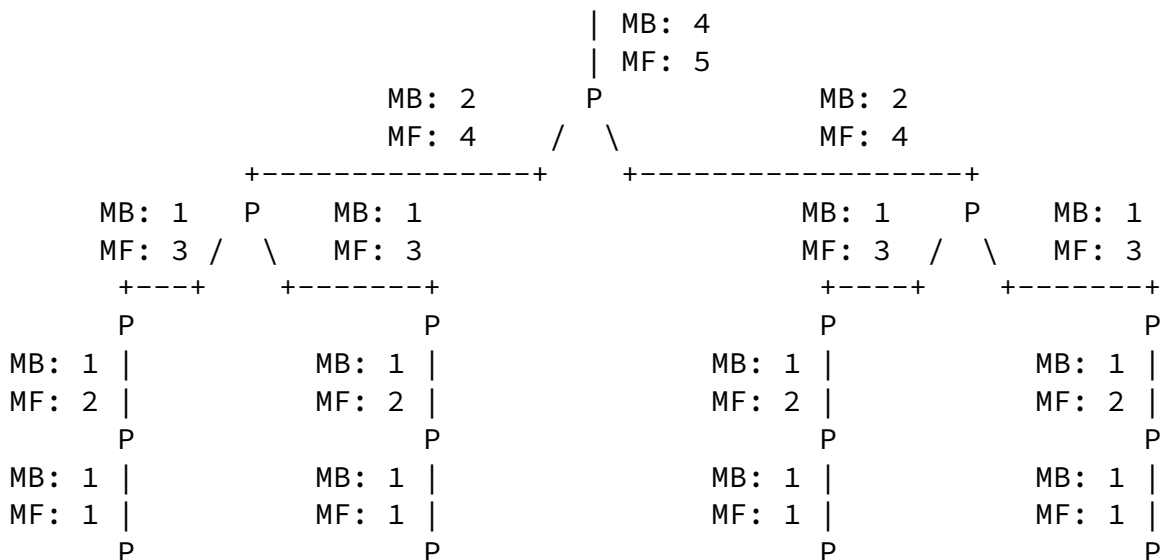 | MB: 4
                                | MF: 5
                     MB: 2      P            MB: 2
                     MF: 4    /  \           MF: 4
             +---------------+    +------------------+
     MB: 1   P    MB: 1                     MB: 1    P    MB: 1
     MF: 3 /  \   MF: 3                     MF: 3  /  \   MF: 3
      +---+    +-------+                     +----+    +-------+
      P                P                     P                 P
MB: 1 |          MB: 1 |               MB: 1 |           MB: 1 |
MF: 2 |          MF: 2 |               MF: 2 |           MF: 2 |
      P                P                     P                 P
MB: 1 |          MB: 1 |               MB: 1 |           MB: 1 |
MF: 1 |          MF: 1 |               MF: 1 |           MF: 1 |
      P                P                     P                 P